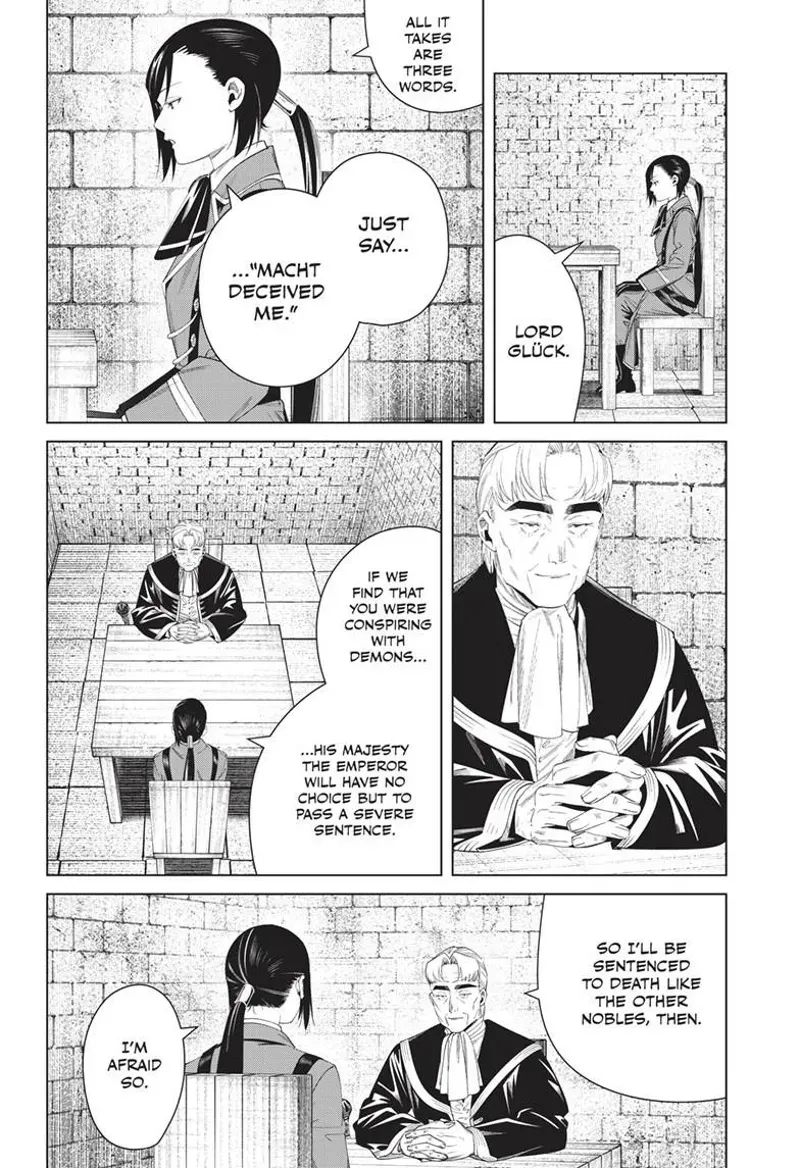 LORD
GLÜCK.
ALL IT
TAKES
ARE
THREE
WORDS.
JUST
SAY...
..."MACHT
DECEIVED
ME."
IF WE
FIND THAT
YOU WERE
CONSPIRING
WITH
DEMONS...
...HIS MAJESTY
THE EMPEROR
WILL HAVE NO
CHOICE BUT TO
PASS A SEVERE
SENTENCE.
SO I'LL BE
SENTENCED
TO DEATH LIKE
THE OTHER
NOBLES, THEN.
I'M
AFRAID
SO.